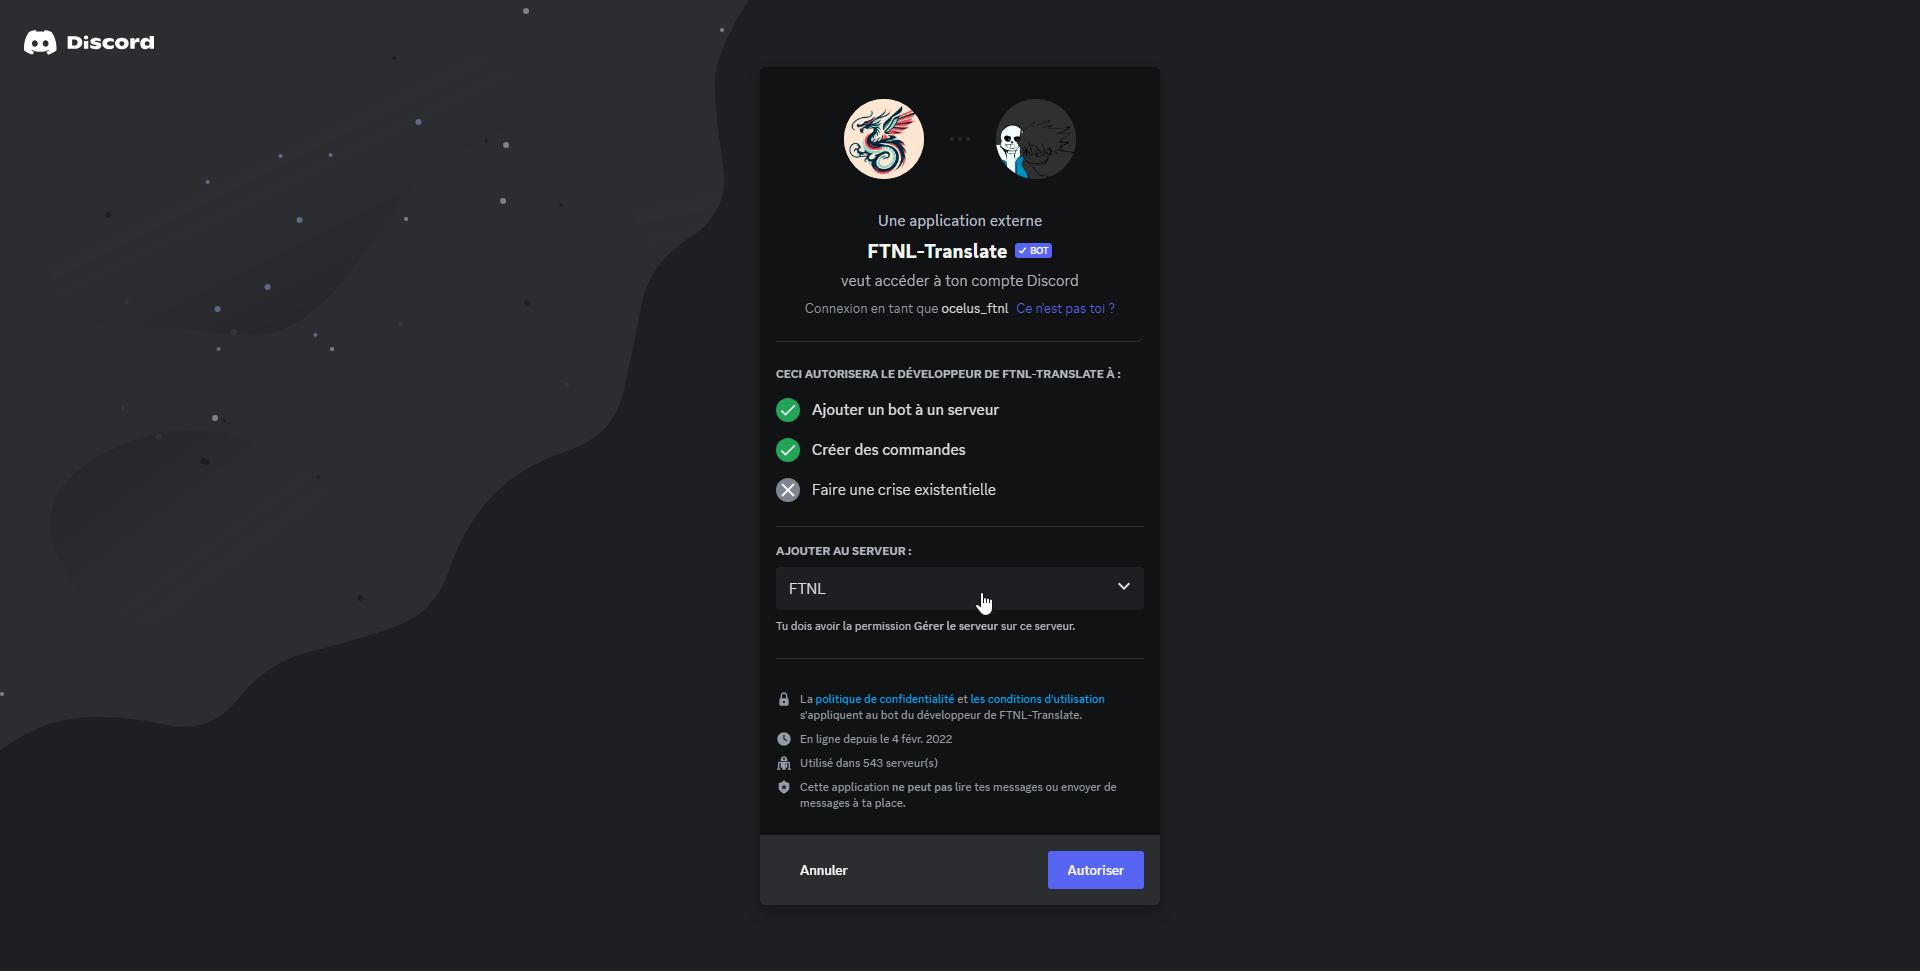 Discord
Une application externe
FTNL-Translate BOT
veut accéder à ton compte Discord
Connexion en tant que ocelus_ftnl Ce n'est pas toi ?
CECI AUTORISERA LE DÉVELOPPEUR DE FTNL-TRANSLATE À :
Ajouter un bot à un serveur
Créer des commandes
Faire une crise existentielle
AJOUTER AU SERVEUR :
FTNL
Tu dois avoir la permission Gérer le serveur sur ce serveur.
La politique de confidentialité et les conditions d'utilisation
s'appliquent au bot du développeur de FTNL-Translate.
En ligne depuis le 4 févr. 2022
Utilisé dans 543 serveur(s)
Cette application ne peut pas lire tes messages ou envoyer de
messages à ta place.
Annuler
Autoriser